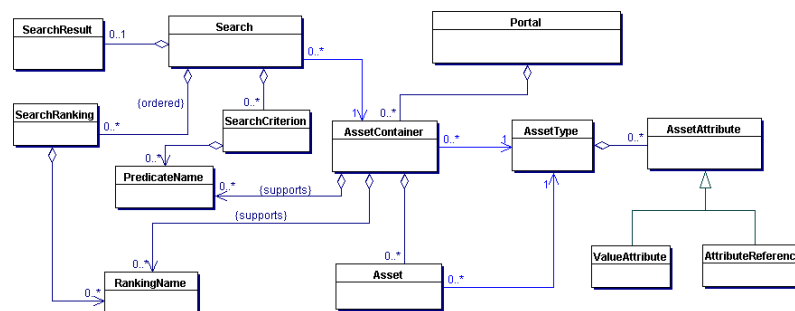 Search
Portal
SearchResult
0..1
0..*
{ordered}
0..*
1
0..*
SearchRanking
0..*
SearchCriterion
AssetContainer
0..*
1
AssetType
0..*
AssetAttribute
0..*
PredicateName
0..*
{supports}
1
{supports}
ValueAttribute
AttributeReferenc
0..*
0..*
Asset
0..*
0..*
RankingName